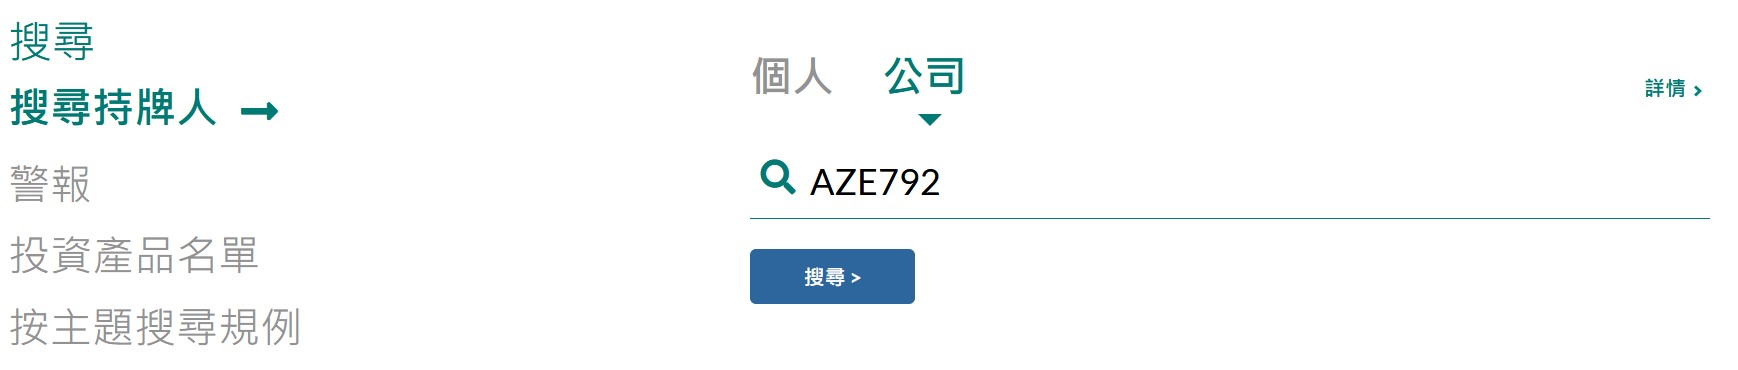 搜尋
搜尋持牌人
警報
投資產品名單
按主題搜尋規例
個人 公司
詳情 >
AZE792
搜尋 >